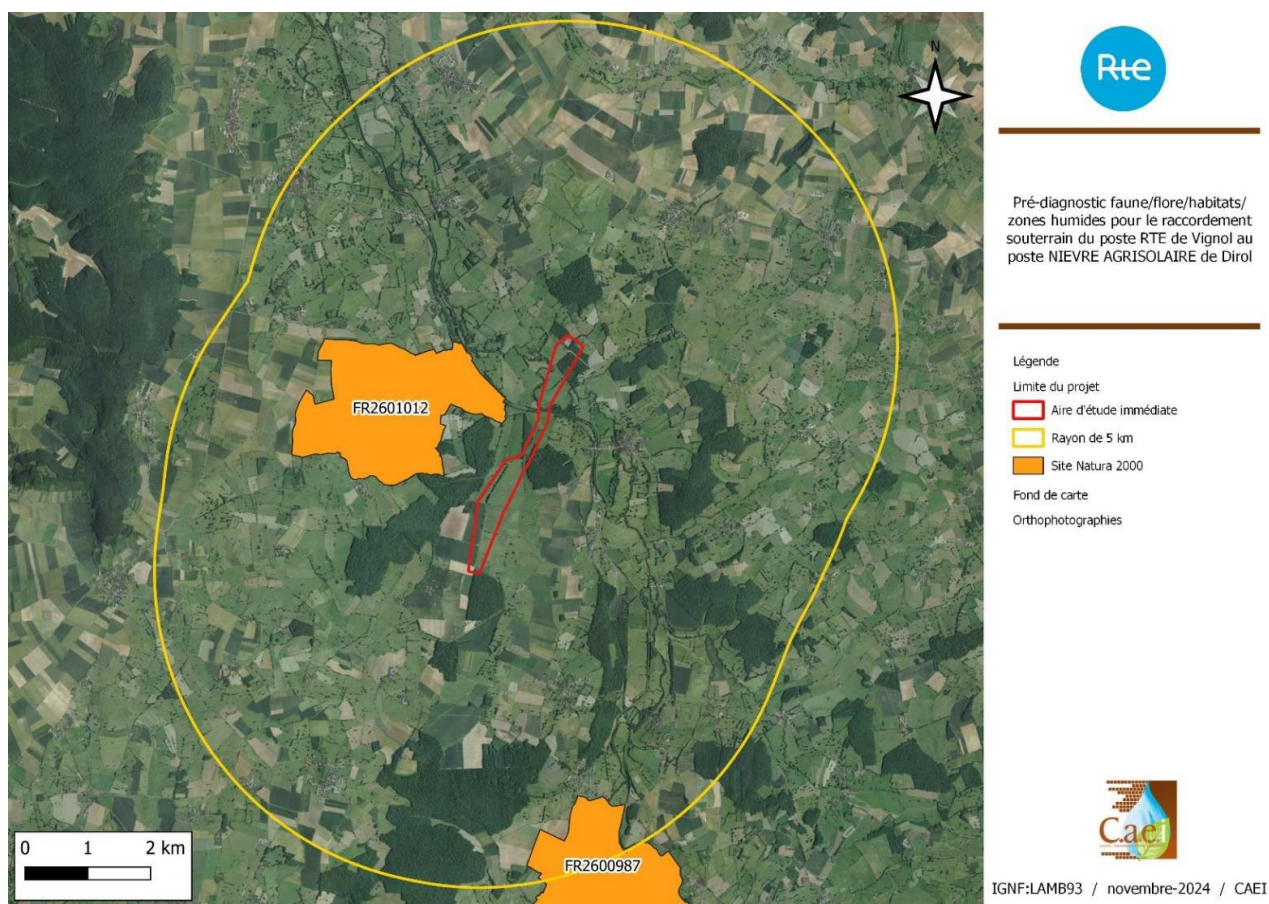 N
FR2601012
FR2600987
0 1 2 km
Rte
Pré-diagnostic faune/flore/habitats/
zones humides pour le raccordement
souterrain du poste RTE de Vignol au
poste NIEVRE AGRISOLAIRE de Dirol
Légende
Limite du projet
Aire d'étude immédiate
Rayon de 5 km
Site Natura 2000
Fond de carte
Orthophotographies
C.a.e.i
IGNF:LAMB93 / novembre-2024 / CAEI